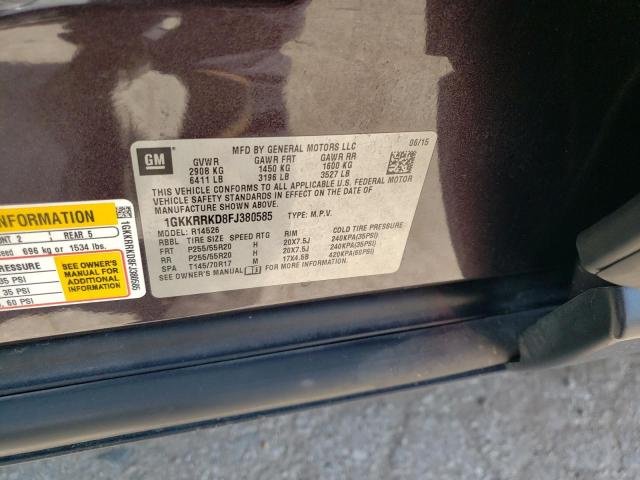 GM
MFD BY GENERAL MOTORS LLC
06/15
GVWR GAWR FRT GAWR RR
2908 KG 1450 KG 1600 KG
6411 LB 3196 LB 3527 LB
THIS VEHICLE CONFORMS TO ALL APPLICABLE U.S. FEDERAL MOTOR
VEHICLE SAFETY STANDARDS IN EFFECT ON THE DATE OF
MANUFACTURE SHOWN ABOVE.
1GKKRRKD8FJ380585 TYPE: M.P.V.
MODEL: R14526
RBBL TIRE SIZE SPEED RTG RIM COLD TIRE PRESSURE
FRT P255/55R20 H 20X7.5J 240KPA(35PSI)
RR P255/55R20 H 20X7.5J 240KPA(35PSI)
SPA T145/70R17 M 17X4.5B 420KPA(60PSI)
SEE OWNER'S MANUAL FOR ADDITIONAL INFORMATION.
INFORMATION
2 REAR 5
696 kg or 1534 lbs.
PRESSURE
35 PSI
35 PSI
60 PSI
SEE OWNER'S
MANUAL FOR
ADDITIONAL
INFORMATION
1GKKRRKD8FJ380585